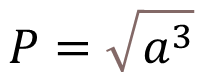 P = √a³